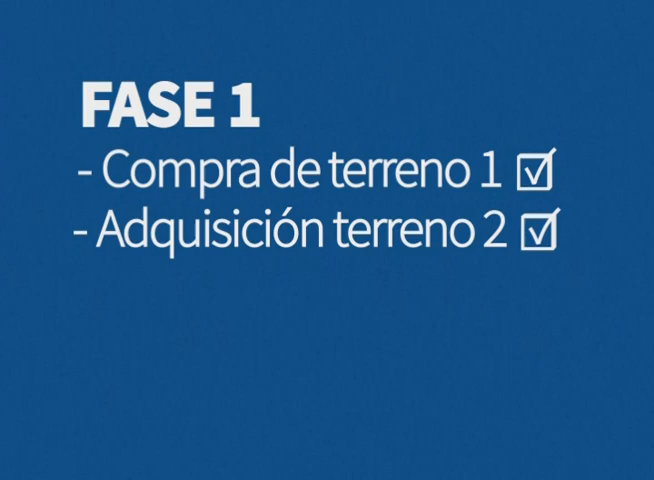 FASE 1
- Compra de terreno 1 ☑
- Adquisición terreno 2 ☑